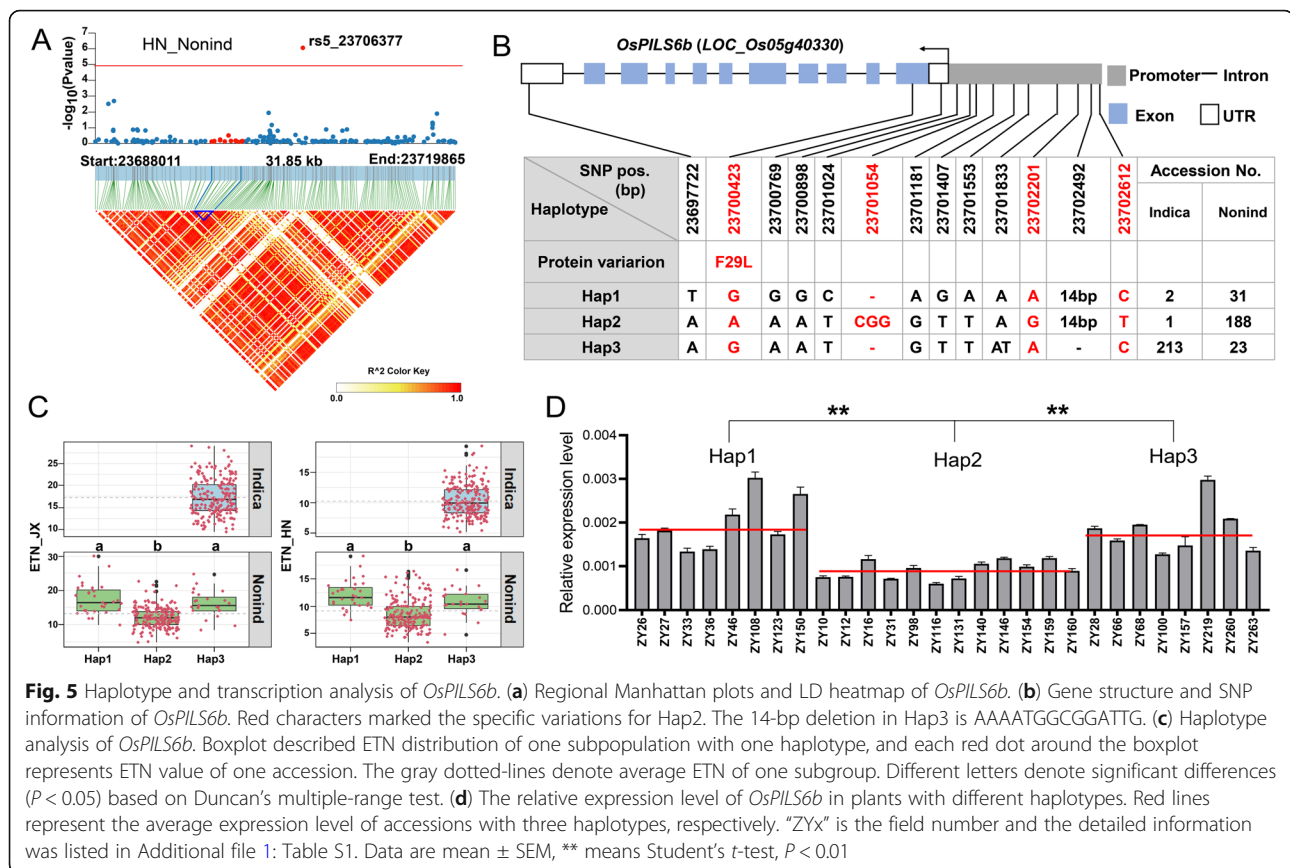 A
HN_Nonind
rs5_23706377
-log10(Pvalue)
7
6
5
4
3
2
1
0
Start:23688011 31.85 kb End:23719865
R^2 Color Key
0.0 1.0
B
OsPILS6b (LOC_Os05g40330)
Promoter Intron
Exon UTR
SNP pos. (bp) Haplotype 23697722 23700423 23700769 23700898 23701024 23701054 23701181 23701407 23701553 23701833 23702201 23702492 23702612 Accession No.
Indica Nonind
Protein variarion F29L
Hap1 T G G G C - A G A A A 14bp C 2 31
Hap2 A A A A T CGG G T T A G 14bp T 1 188
Hap3 A G A A T - G T T AT A - C 213 23
C
ETN_JX
25
20
15
10
Indica
a b a
30
20
10
Nonind
Hap1 Hap2 Hap3
ETN_HN
15
10
5
Indica
a b a
15
10
5
Nonind
Hap1 Hap2 Hap3
D
** **
Hap1 Hap2 Hap3
Relative expression level
0.004
0.003
0.002
0.001
0.000
ZY26 ZY27 ZY33 ZY36 ZY46 ZY108 ZY123 ZY150 ZY10 ZY12 ZY16 ZY31 ZY98 ZY116 ZY131 ZY140 ZY146 ZY154 ZY159 ZY160 ZY28 ZY66 ZY68 ZY100 ZY157 ZY219 ZY260 ZY263
Fig. 5 Haplotype and transcription analysis of OsPILS6b. (a) Regional Manhattan plots and LD heatmap of OsPILS6b. (b) Gene structure and SNP
information of OsPILS6b. Red characters marked the specific variations for Hap2. The 14-bp deletion in Hap3 is AAAATGGCGGATTG. (c) Haplotype
analysis of OsPILS6b. Boxplot described ETN distribution of one subpopulation with one haplotype, and each red dot around the boxplot
represents ETN value of one accession. The gray dotted-lines denote average ETN of one subgroup. Different letters denote significant differences
(P < 0.05) based on Duncan's multiple-range test. (d) The relative expression level of OsPILS6b in plants with different haplotypes. Red lines
represent the average expression level of accessions with three haplotypes, respectively. "ZYx" is the field number and the detailed information
was listed in Additional file 1: Table S1. Data are mean ± SEM, ** means Student's t-test, P < 0.01